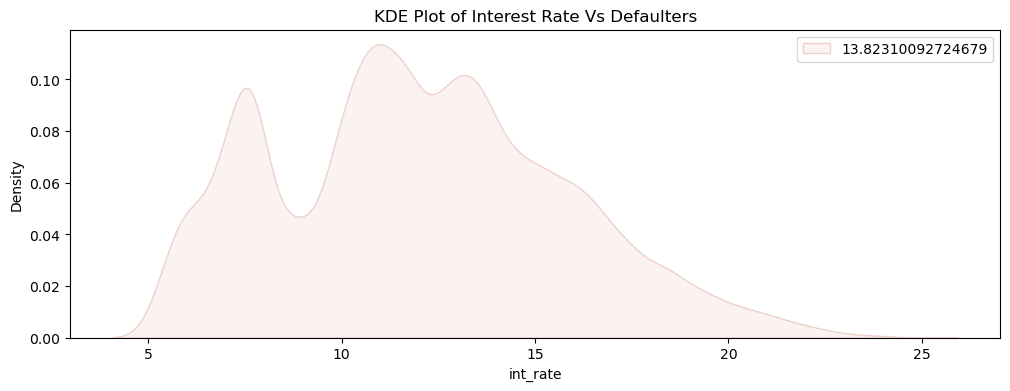 KDE Plot of Interest Rate Vs Defaulters
13.82310092724679
0.10
0.08
0.06
0.04
0.02
0.00
Density
5 10 15 20 25
int_rate